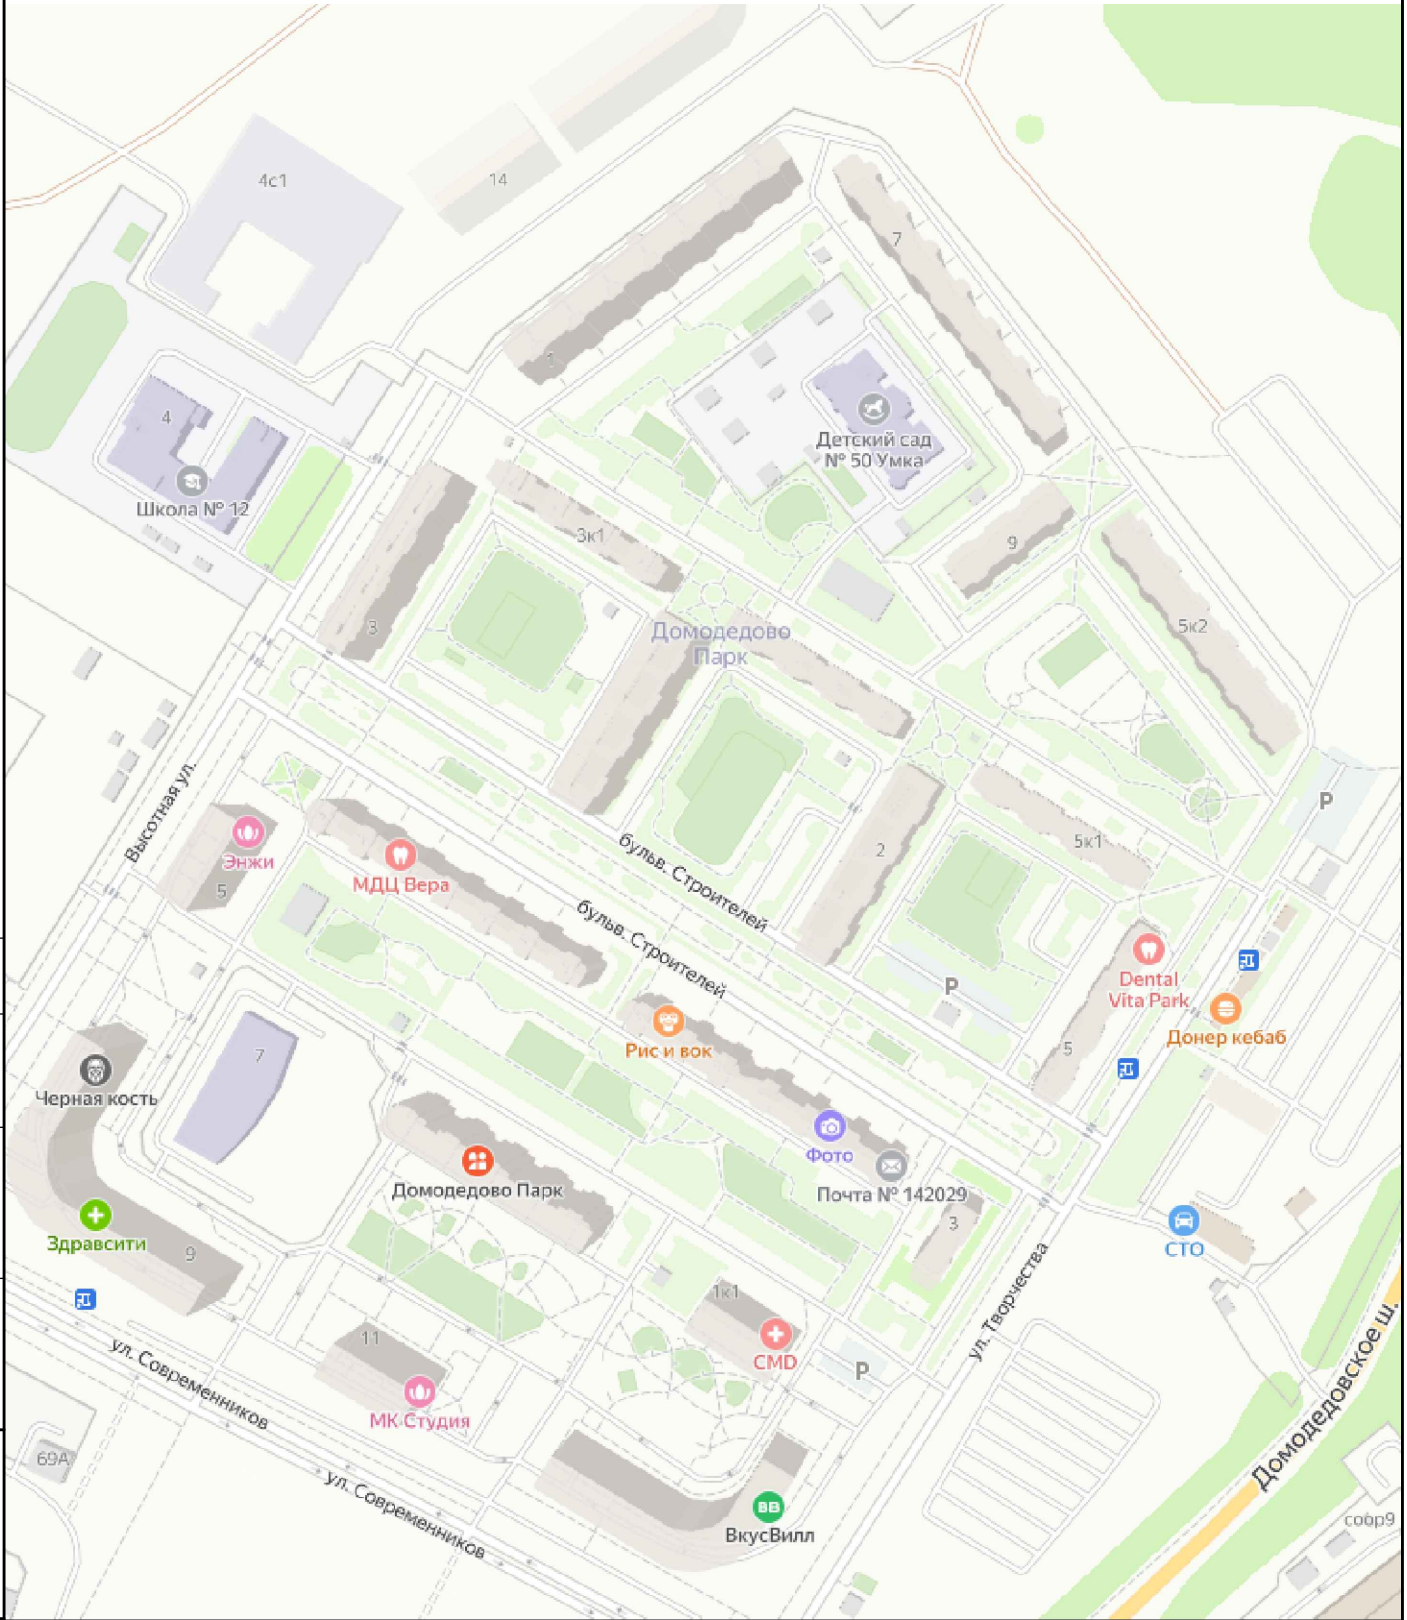 4с1
14
7
1
4
Школа № 12
Детский сад
№ 50 Умка
3к1
9
3
5к2
Домодедово
Парк
Высотная ул.
P
бульв. Строителей
2
5к1
Энжи
5
МДЦ Вера
бульв. Строителей
P
Dental
Vita Park
Донер кебаб
5
Рис и вок
7
Черная кость
Фото
Почта № 142029
Домодедово Парк
3
СТО
Здравсити
9
ул. Творчества
1к1
CMD
P
11
МК Студия
ул. Современников
Домодедовское ш.
69А
ул. Современников
ВВ
ВкусВилл
соор9